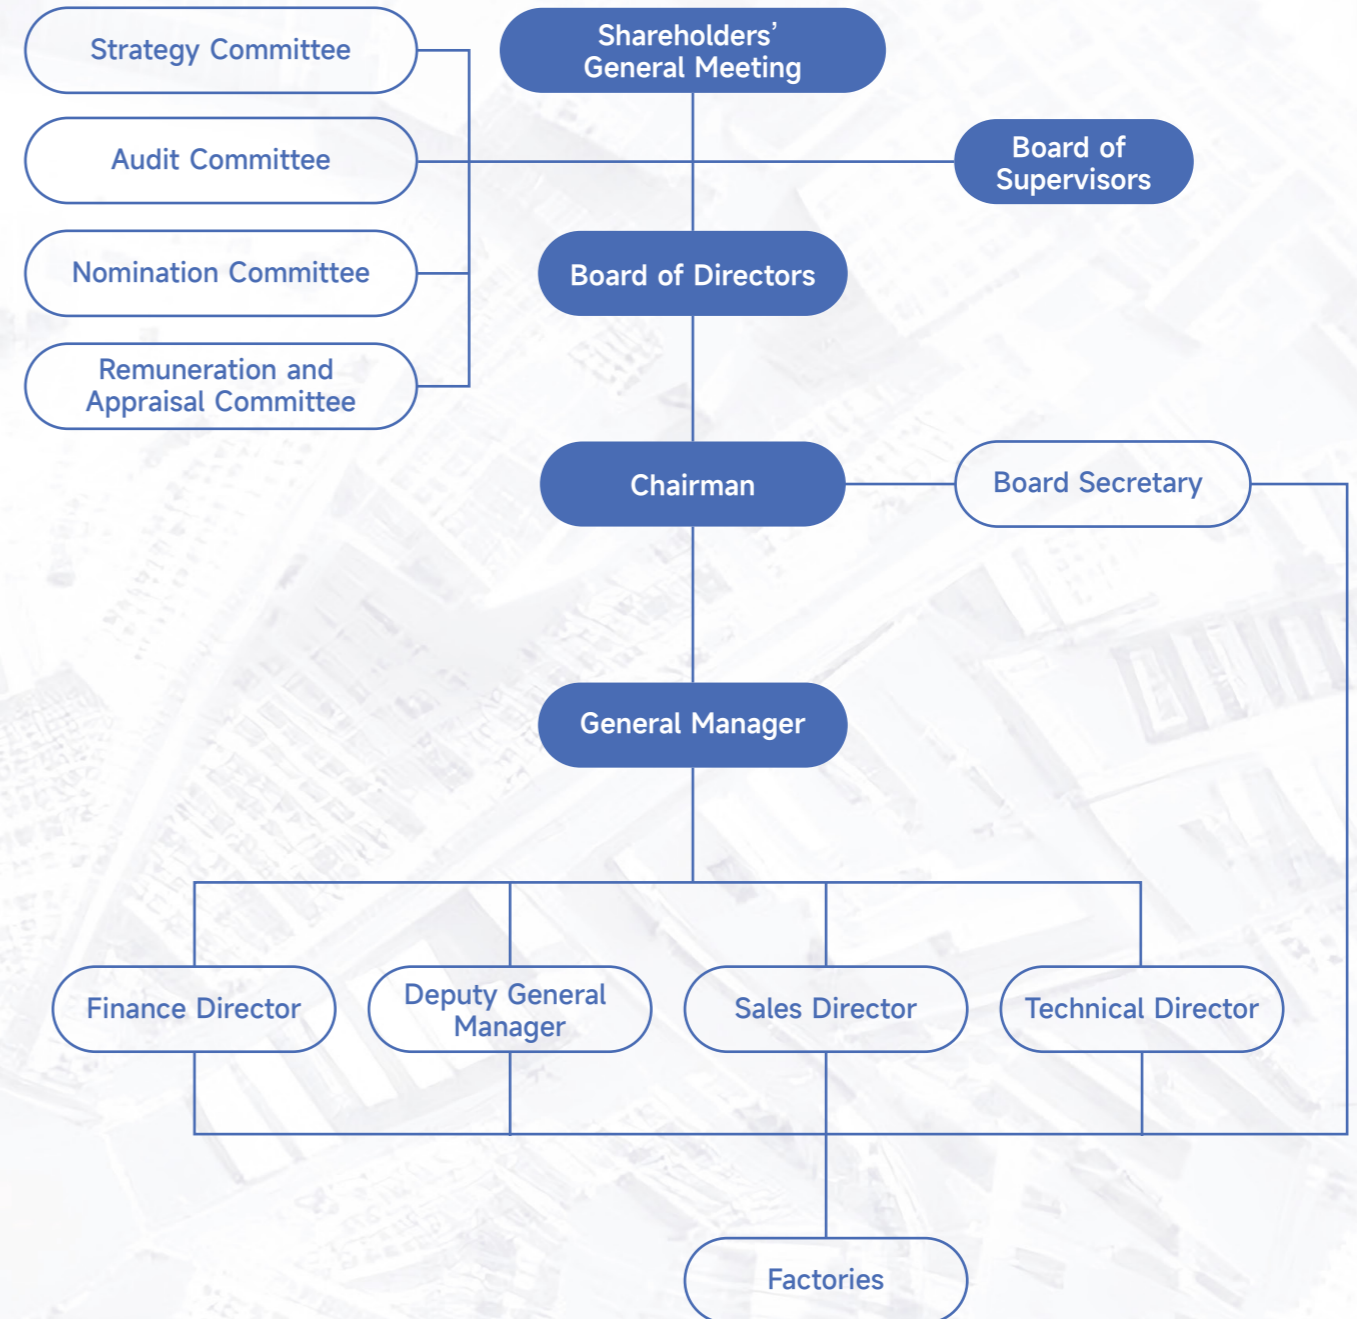 Strategy Committee
Shareholders’
General Meeting
Audit Committee
Board of
Supervisors
Nomination Committee
Board of Directors
Remuneration and
Appraisal Committee
Chairman
Board Secretary
General Manager
Finance Director
Deputy General
Manager
Sales Director
Technical Director
Factories